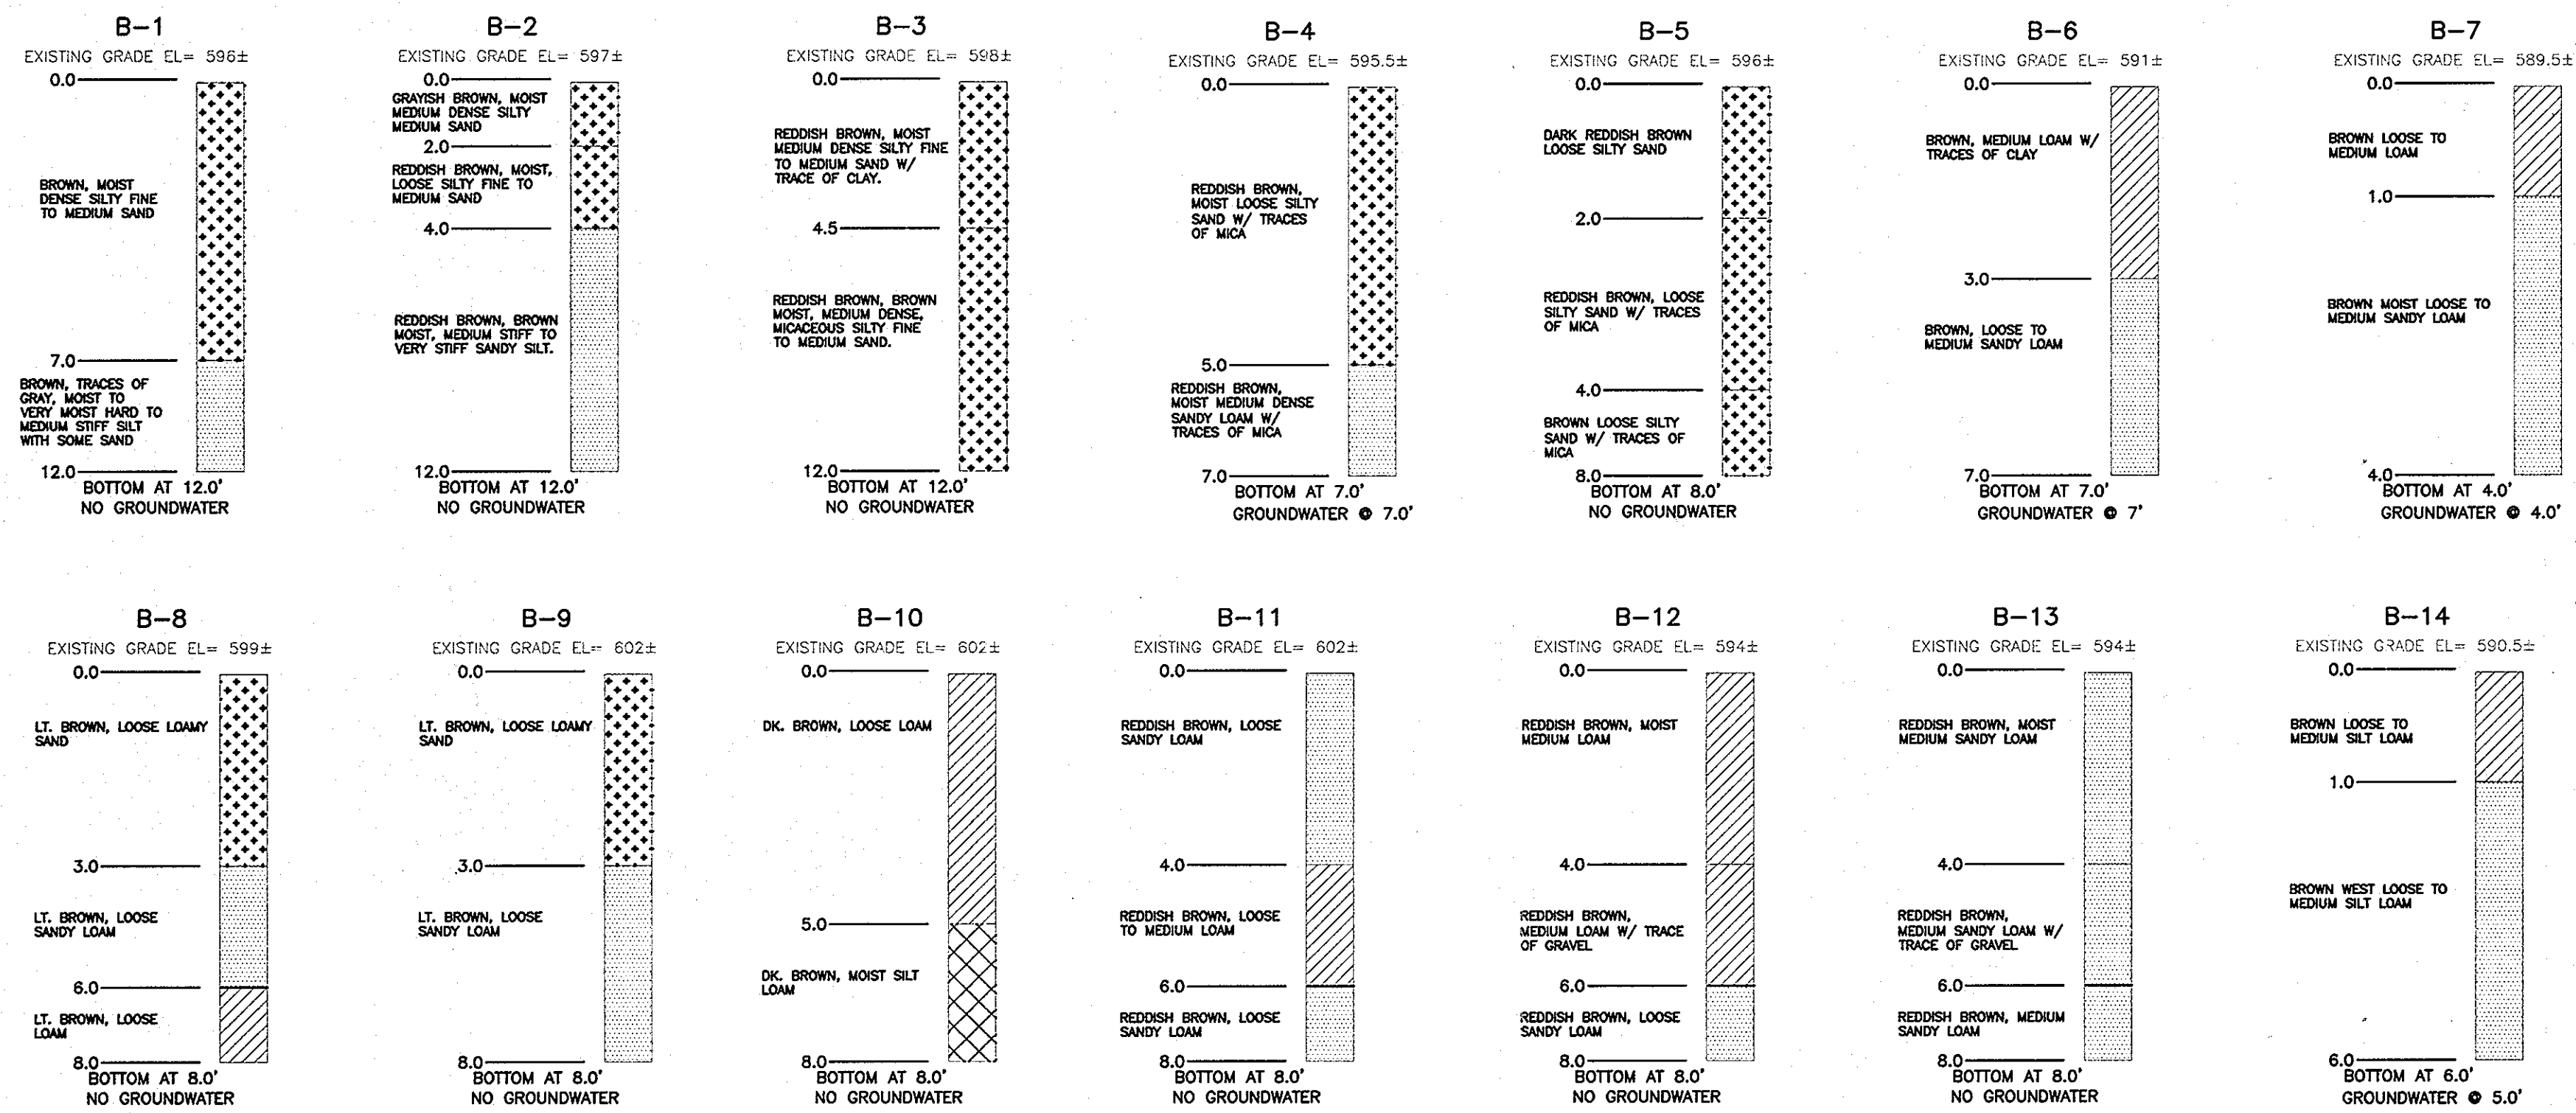 B-1
EXISTING GRADE EL= 596±
0.0
BROWN, MOIST
DENSE SILTY FINE
TO MEDIUM SAND
7.0
BROWN, TRACES OF
GRAY, MOIST TO
VERY MOIST HARD TO
MEDIUM STIFF SILT
WITH SOME SAND
12.0
BOTTOM AT 12.0'
NO GROUNDWATER
B-2
EXISTING GRADE EL= 597±
0.0
GRAYISH BROWN, MOIST
MEDIUM DENSE SILTY
MEDIUM SAND
2.0
REDDISH BROWN, MOIST,
LOOSE SILTY FINE TO
MEDIUM SAND
4.0
REDDISH BROWN, BROWN
MOIST, MEDIUM STIFF TO
VERY STIFF SANDY SILT.
12.0
BOTTOM AT 12.0'
NO GROUNDWATER
B-3
EXISTING GRADE EL= 598±
0.0
REDDISH BROWN, MOIST
MEDIUM DENSE SILTY FINE
TO MEDIUM SAND W/
TRACE OF CLAY.
4.5
REDDISH BROWN, BROWN
MOIST, MEDIUM DENSE,
MICACEOUS SILTY FINE
TO MEDIUM SAND.
12.0
BOTTOM AT 12.0'
NO GROUNDWATER
B-4
EXISTING GRADE EL= 595.5±
0.0
REDDISH BROWN,
MOIST LOOSE SILTY
SAND W/ TRACES
OF MICA
5.0
REDDISH BROWN,
MOIST MEDIUM DENSE
SANDY LOAM W/
TRACES OF MICA
7.0
BOTTOM AT 7.0'
GROUNDWATER @ 7.0'
B-5
EXISTING GRADE EL= 596±
0.0
DARK REDDISH BROWN
LOOSE SILTY SAND
2.0
REDDISH BROWN, LOOSE
SILTY SAND W/ TRACES
OF MICA
4.0
BROWN LOOSE SILTY
SAND W/ TRACES OF
MICA
8.0
BOTTOM AT 8.0'
NO GROUNDWATER
B-6
EXISTING GRADE EL= 591±
0.0
BROWN, MEDIUM LOAM W/
TRACES OF CLAY
3.0
BROWN, LOOSE TO
MEDIUM SANDY LOAM
7.0
BOTTOM AT 7.0'
GROUNDWATER @ 7'
B-7
EXISTING GRADE EL= 589.5±
0.0
BROWN LOOSE TO
MEDIUM LOAM
1.0
BROWN MOIST LOOSE TO
MEDIUM SANDY LOAM
4.0
BOTTOM AT 4.0'
GROUNDWATER @ 4.0'
B-8
EXISTING GRADE EL= 599±
0.0
LT. BROWN, LOOSE LOAMY
SAND
3.0
LT. BROWN, LOOSE
SANDY LOAM
6.0
LT. BROWN, LOOSE
LOAM
8.0
BOTTOM AT 8.0'
NO GROUNDWATER
B-9
EXISTING GRADE EL= 602±
0.0
LT. BROWN, LOOSE LOAMY
SAND
3.0
LT. BROWN, LOOSE
SANDY LOAM
8.0
BOTTOM AT 8.0'
NO GROUNDWATER
B-10
EXISTING GRADE EL= 602±
0.0
DK. BROWN, LOOSE LOAM
5.0
DK. BROWN, MOIST SILT
LOAM
8.0
BOTTOM AT 8.0'
NO GROUNDWATER
B-11
EXISTING GRADE EL= 602±
0.0
REDDISH BROWN, LOOSE
SANDY LOAM
4.0
REDDISH BROWN, LOOSE
TO MEDIUM LOAM
6.0
REDDISH BROWN, LOOSE
SANDY LOAM
8.0
BOTTOM AT 8.0'
NO GROUNDWATER
B-12
EXISTING GRADE EL= 594±
0.0
REDDISH BROWN, MOIST
MEDIUM LOAM
4.0
REDDISH BROWN,
MEDIUM LOAM W/ TRACE
OF GRAVEL
6.0
REDDISH BROWN, LOOSE
SANDY LOAM
8.0
BOTTOM AT 8.0'
NO GROUNDWATER
B-13
EXISTING GRADE EL= 594±
0.0
REDDISH BROWN, MOIST
MEDIUM SANDY LOAM
4.0
REDDISH BROWN,
MEDIUM SANDY LOAM W/
TRACE OF GRAVEL
6.0
REDDISH BROWN, MEDIUM
SANDY LOAM
8.0
BOTTOM AT 8.0'
NO GROUNDWATER
B-14
EXISTING GRADE EL= 590.5±
0.0
BROWN LOOSE TO
MEDIUM SILT LOAM
1.0
BROWN WEST LOOSE TO
MEDIUM SILT LOAM
6.0
BOTTOM AT 6.0'
GROUNDWATER @ 5.0'